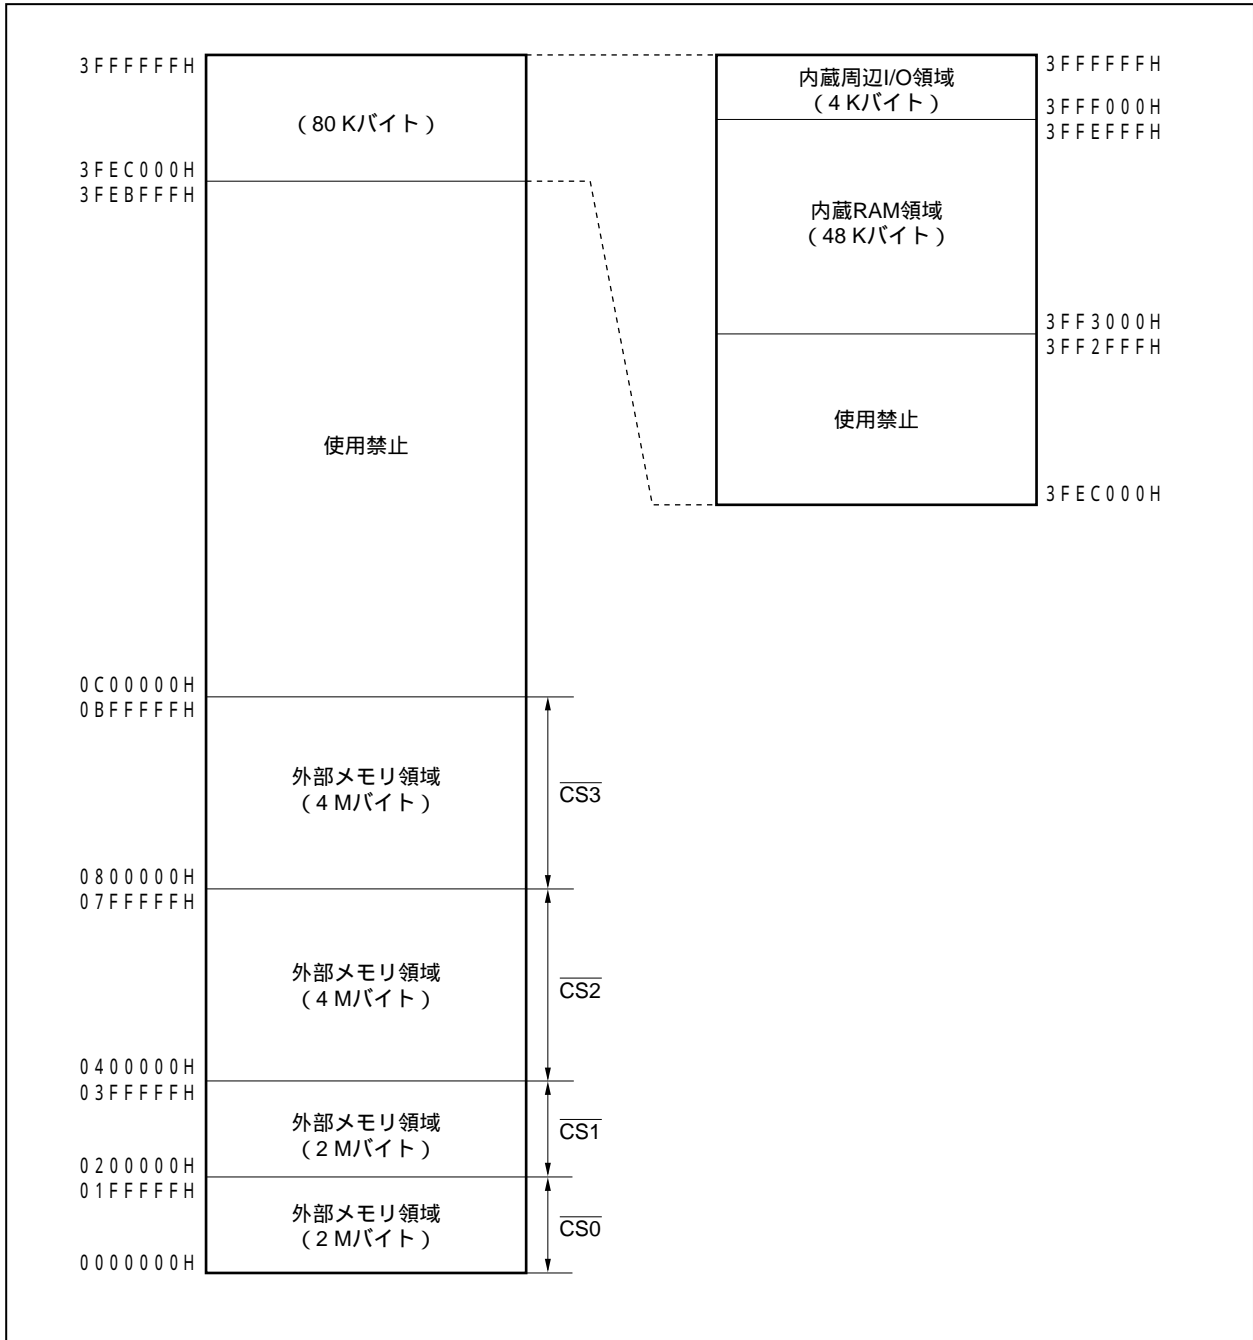 3FFFFFFH
（80 Kバイト）
3FEC000H
3FEBFFFH
使用禁止
0C00000H
0BFFFFFH
外部メモリ領域
（4 Mバイト）
CS3
0800000H
07FFFFFH
外部メモリ領域
（4 Mバイト）
CS2
0400000H
03FFFFFH
外部メモリ領域
（2 Mバイト）
CS1
0200000H
01FFFFFH
外部メモリ領域
（2 Mバイト）
CS0
0000000H
内蔵周辺I/O領域
（4 Kバイト）
3FFFFFFH
3FFF000H
3FFEFFFH
内蔵RAM領域
（48 Kバイト）
3FF3000H
3FF2FFFH
使用禁止
3FEC000H